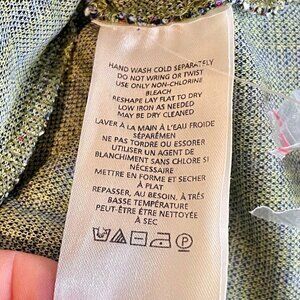 HAND WASH COLD SEPARATELY
DO NOT WRING OR TWIST
USE ONLY NON-CHLORINE
BLEACH
RESHAPE LAY FLAT TO DRY
LOW IRON AS NEEDED
MAY BE DRY CLEANED
LAVER À LA MAIN À L'EAU FROIDE
SÉPARÉMEN
NE PAS TORDRE OU ESSORER
UTILISER UN AGENT DE
BLANCHIMENT SANS CHLORE SI
NÉCESSAIRE
METTRE EN FORME ET SECHER
À PLAT
REPASSER, AU BESOIN, À TRÈS
BASSE TEMPÉRATURE
PEUT-ÊTRE ÊTRE NETTOYÉE
À SEC
P